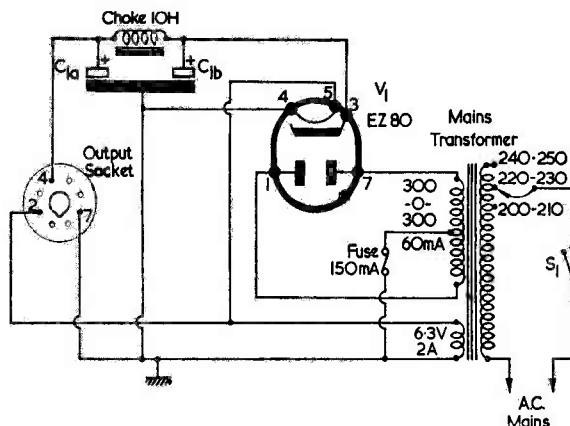 Choke 10H
+
+
C1a
C1b
4
5
3
V1
EZ80
Mains
Transformer
240-250
220-230
200-210
Output
Socket
4
2
7
1
7
300
-0-
300
60mA
Fuse
150mA
S1
6·3V
2A
A.C.
Mains